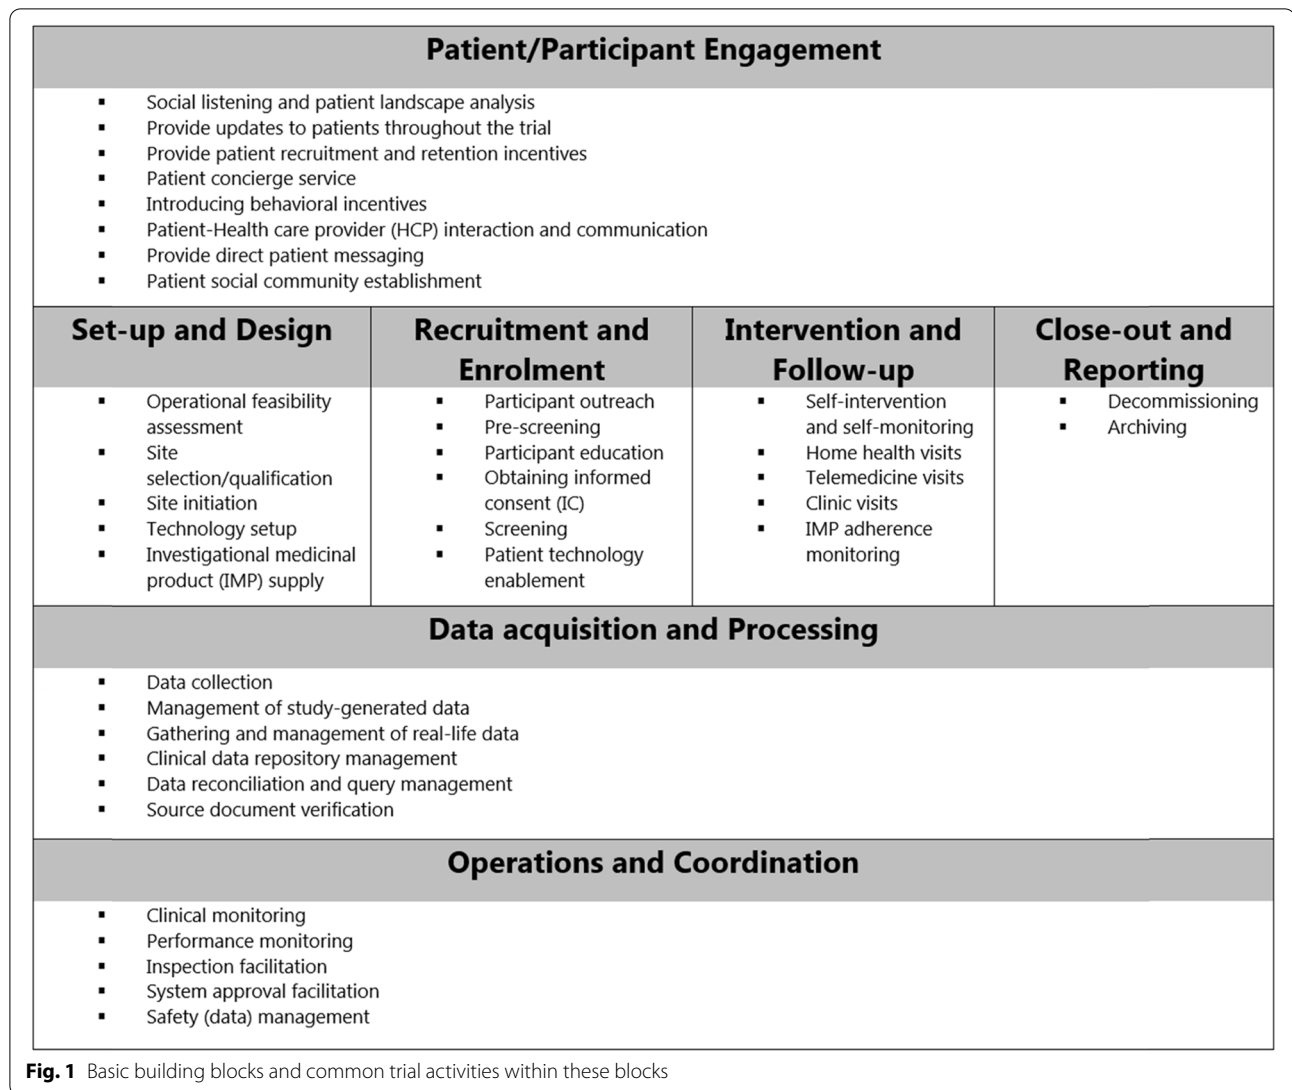 Patient/Participant Engagement
▪ Social listening and patient landscape analysis
▪ Provide updates to patients throughout the trial
▪ Provide patient recruitment and retention incentives
▪ Patient concierge service
▪ Introducing behavioral incentives
▪ Patient-Health care provider (HCP) interaction and communication
▪ Provide direct patient messaging
▪ Patient social community establishment
Set-up and Design
▪ Operational feasibility
assessment
▪ Site
selection/qualification
▪ Site initiation
▪ Technology setup
▪ Investigational medicinal
product (IMP) supply
Recruitment and
Enrolment
▪ Participant outreach
▪ Pre-screening
▪ Participant education
▪ Obtaining informed
consent (IC)
▪ Screening
▪ Patient technology
enablement
Intervention and
Follow-up
▪ Self-intervention
and self-monitoring
▪ Home health visits
▪ Telemedicine visits
▪ Clinic visits
▪ IMP adherence
monitoring
Close-out and
Reporting
▪ Decommissioning
▪ Archiving
Data acquisition and Processing
▪ Data collection
▪ Management of study-generated data
▪ Gathering and management of real-life data
▪ Clinical data repository management
▪ Data reconciliation and query management
▪ Source document verification
Operations and Coordination
▪ Clinical monitoring
▪ Performance monitoring
▪ Inspection facilitation
▪ System approval facilitation
▪ Safety (data) management
Fig. 1 Basic building blocks and common trial activities within these blocks